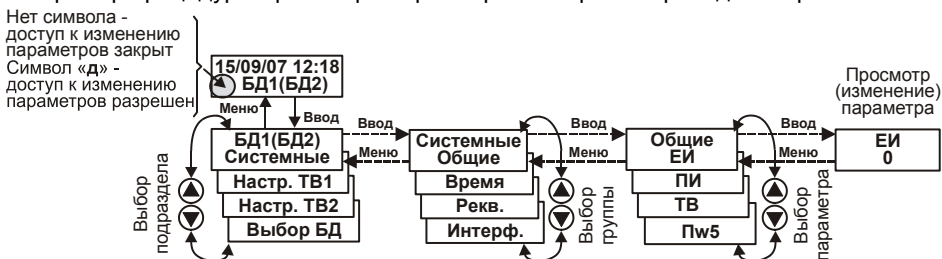 Нет символа -
доступ к изменению
параметров закрыт
Символ «д» -
доступ к изменению
параметров разрешен
15/09/07 12:18
БД1(БД2)
Меню
Ввод
БД1(БД2)
Системные
Настр. ТВ1
Настр. ТВ2
Выбор БД
Выбор
подраздела
Ввод
Меню
Системные
Общие
Время
Рекв.
Интерф.
Выбор
группы
Ввод
Меню
Общие
ЕИ
ПИ
ТВ
Пw5
Выбор
параметра
Ввод
Меню
Просмотр
(изменение)
параметра
ЕИ
0